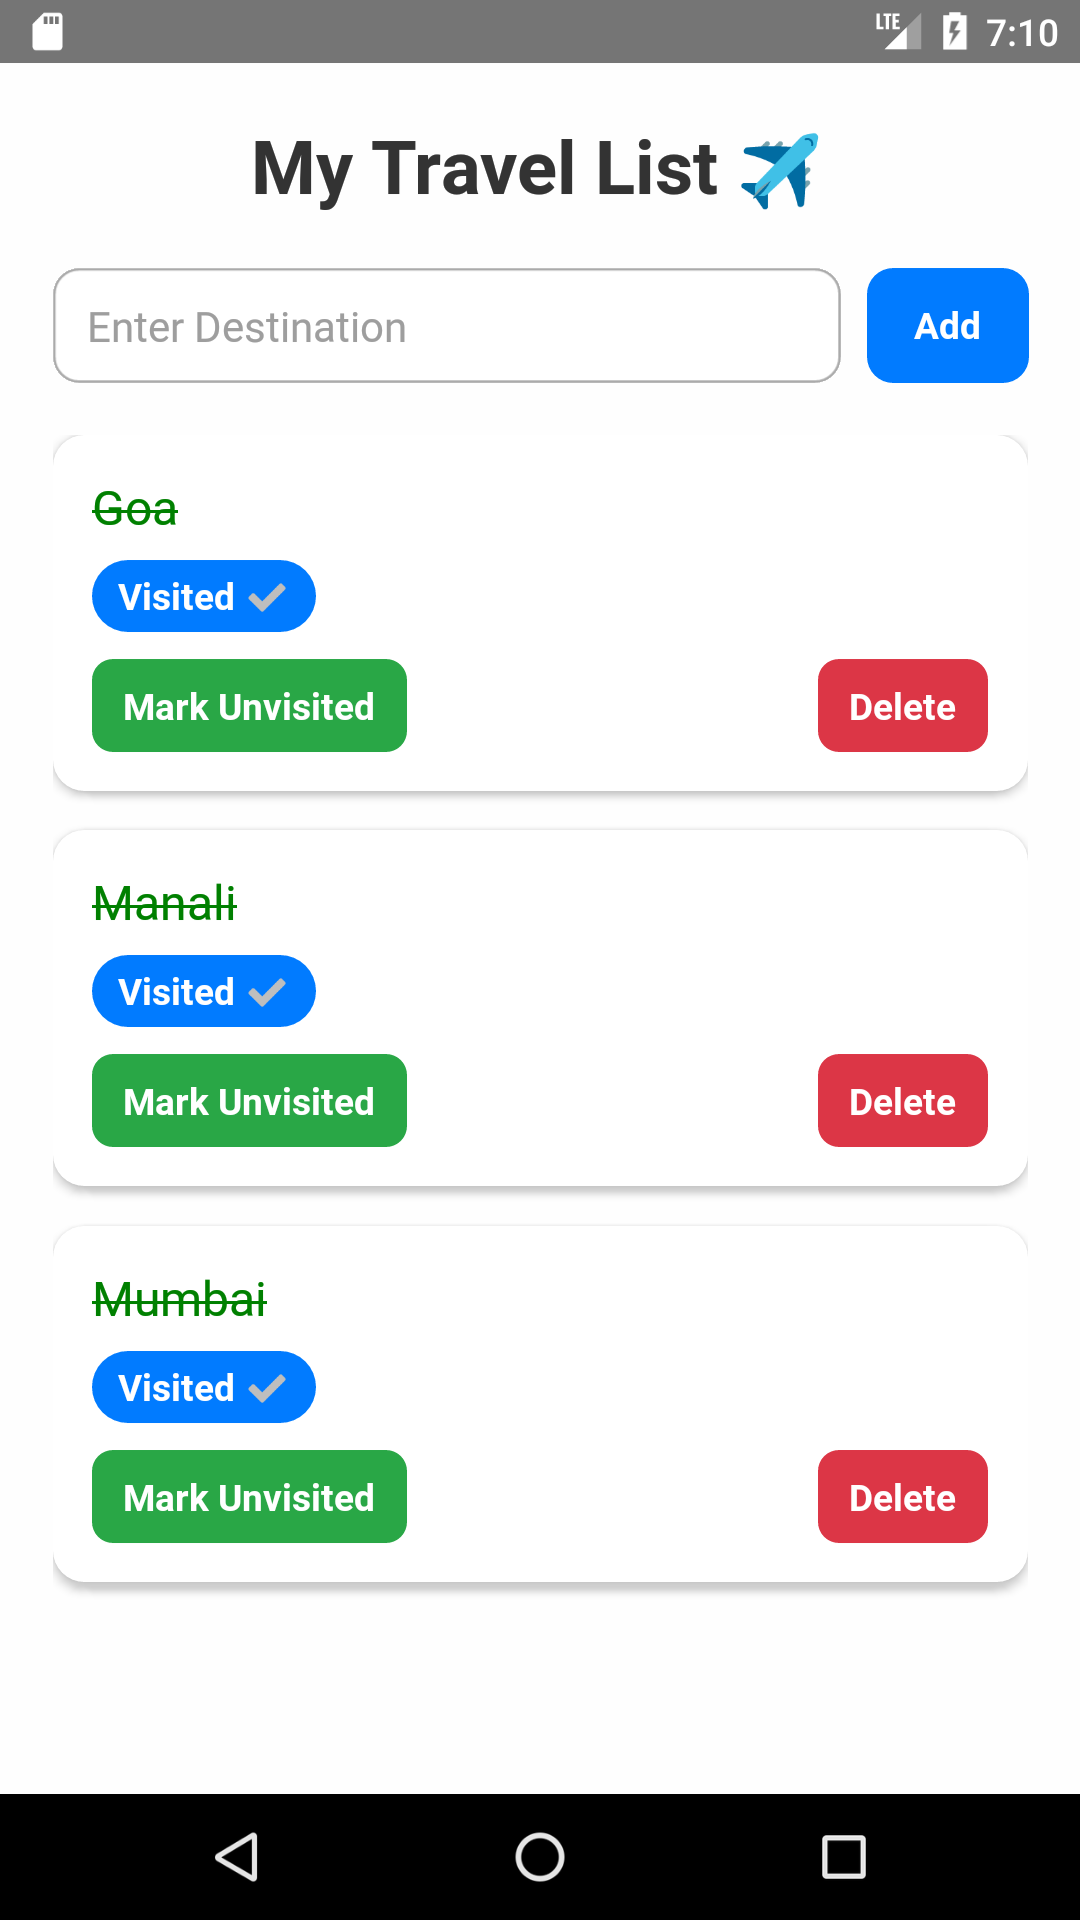 LTE 7:10
My Travel List ✈️
Enter Destination Add
Goa
Visited ✔
Mark Unvisited Delete
Manali
Visited ✔
Mark Unvisited Delete
Mumbai
Visited ✔
Mark Unvisited Delete